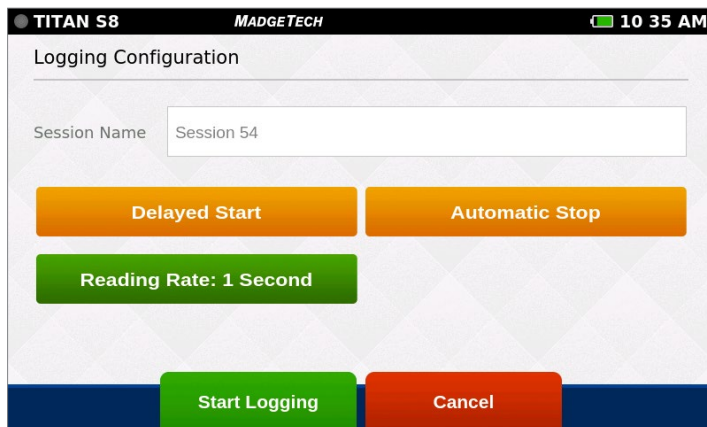 TITAN S8 MADGETECH 10 35 AM
Logging Configuration
Session Name Session 54
Delayed Start Automatic Stop
Reading Rate: 1 Second
Start Logging Cancel